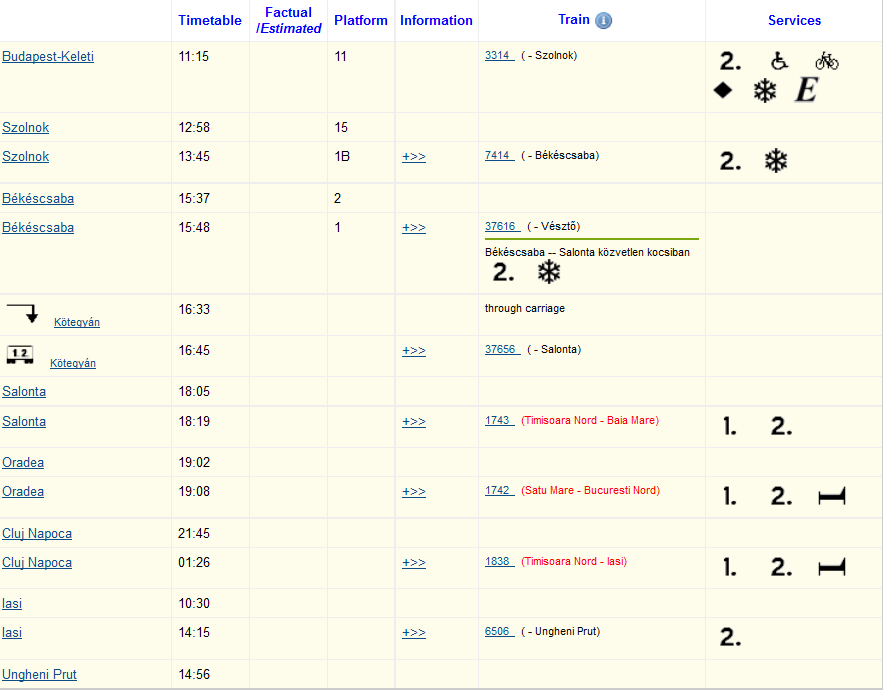 Timetable Factual /Estimated Platform Information Train i Services
Budapest-Keleti 11:15 11 3314 ( - Szolnok) 2.
E
Szolnok 12:58 15
Szolnok 13:45 1B +>> 7414 ( - Békéscsaba) 2.
Békéscsaba 15:37 2
Békéscsaba 15:48 1 +>> 37616 ( - Vésztő)
Békéscsaba -- Salonta közvetlen kocsiban
2.
Kötegyán 16:33 through carriage
1 2. Kötegyán 16:45 +>> 37656 ( - Salonta)
Salonta 18:05
Salonta 18:19 +>> 1743 (Timisoara Nord - Baia Mare) 1. 2.
Oradea 19:02
Oradea 19:08 +>> 1742 (Satu Mare - Bucuresti Nord) 1. 2.
Cluj Napoca 21:45
Cluj Napoca 01:26 +>> 1838 (Timisoara Nord - Iasi) 1. 2.
Iasi 10:30
Iasi 14:15 +>> 6506 ( - Ungheni Prut) 2.
Ungheni Prut 14:56